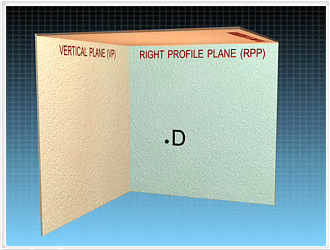 VERTICAL PLANE (VP)
RIGHT PROFILE PLANE (RPP)
.D